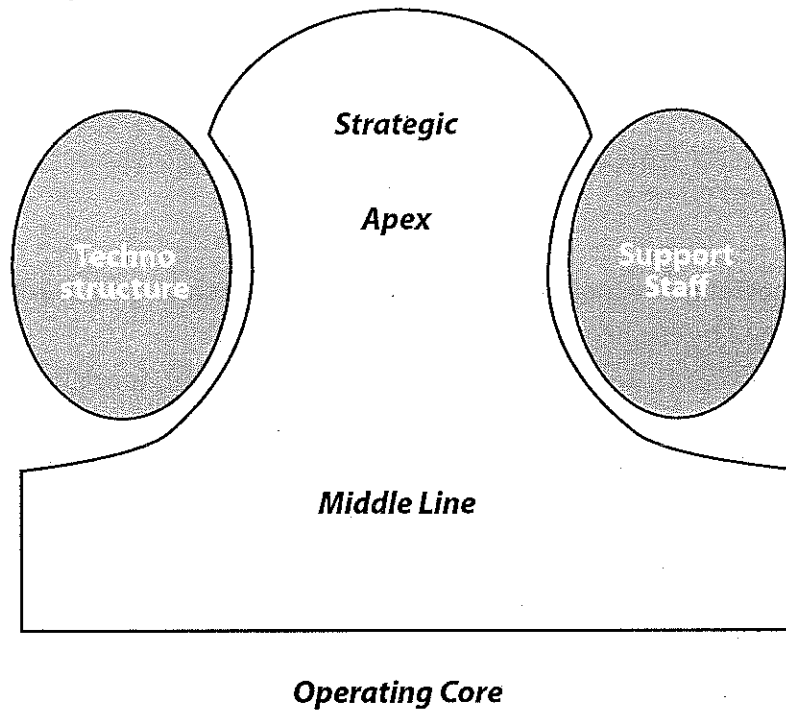 Strategic
Apex
Techno
structure
Support
Staff
Middle Line
Operating Core